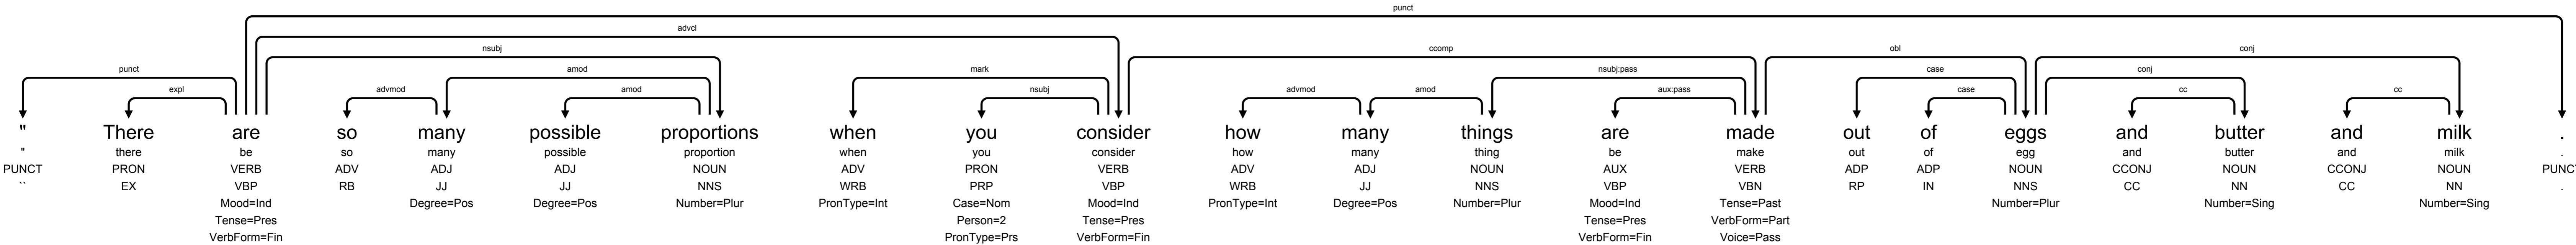 punct
advcl
nsubj ccomp obl conj
punct amod mark nsubj:pass case conj
expl advmod amod nsubj advmod amod aux:pass case cc cc
" There are so many possible proportions when you consider how many things are made out of eggs and butter and milk .
" there be so many possible proportion when you consider how many thing be make out of egg and butter and milk .
PUNCT PRON VERB ADV ADJ ADJ NOUN ADV PRON VERB ADV ADJ NOUN AUX VERB ADP ADP NOUN CCONJ NOUN CCONJ NOUN PUNCT
`` EX VBP RB JJ JJ NNS WRB PRP VBP WRB JJ NNS VBP VBN RP IN NNS CC NN CC NN .
Mood=Ind Degree=Pos Degree=Pos Number=Plur PronType=Int Case=Nom Mood=Ind PronType=Int Degree=Pos Number=Plur Mood=Ind Tense=Past Number=Plur Number=Sing Number=Sing
Tense=Pres Person=2 Tense=Pres Tense=Pres VerbForm=Part
VerbForm=Fin PronType=Prs VerbForm=Fin VerbForm=Fin Voice=Pass